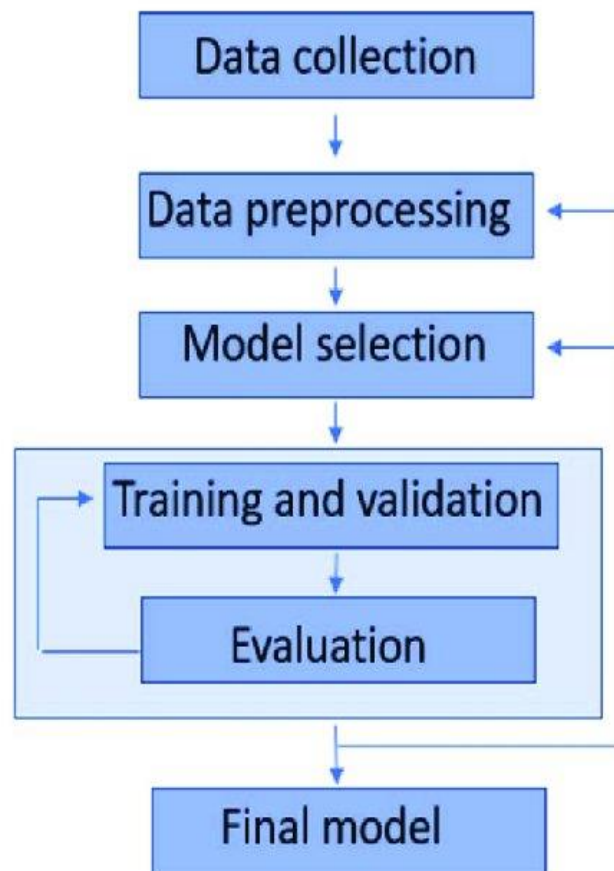 Data collection
Data preprocessing
Model selection
Training and validation
Evaluation
Final model